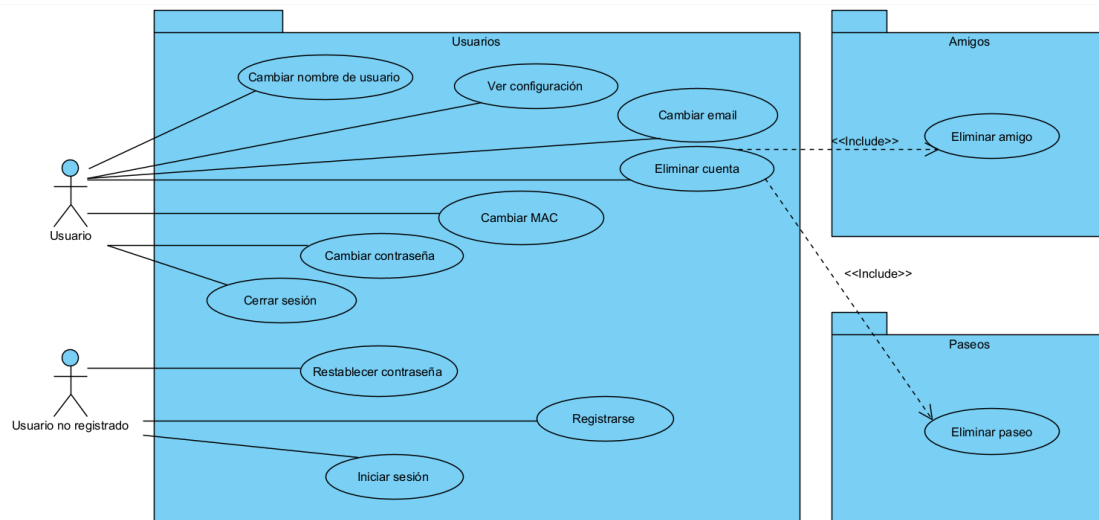 Usuarios
Amigos
Cambiar nombre de usuario
Ver configuración
Cambiar email
<<Include>>
Eliminar amigo
Eliminar cuenta
Usuario
Cambiar MAC
Cambiar contraseña
<<Include>>
Cerrar sesión
Paseos
Restablecer contraseña
Usuario no registrado
Registrarse
Eliminar paseo
Iniciar sesión